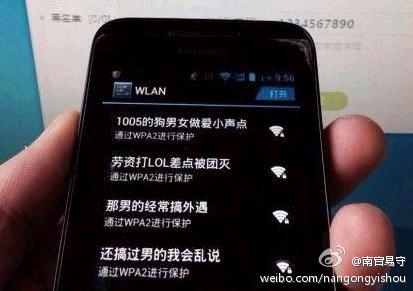 黑名单
1234567890
HUAWEI
9:56
WLAN
打开
1005的狗男女做爱小声点
通过WPA2进行保护
劳资打LOL差点被团灭
通过WPA2进行保护
那男的经常搞外遇
通过WPA2进行保护
还搞过男的我会乱说
通过WPA2进行保护
@南宫易守
weibo.com/nangongyishou